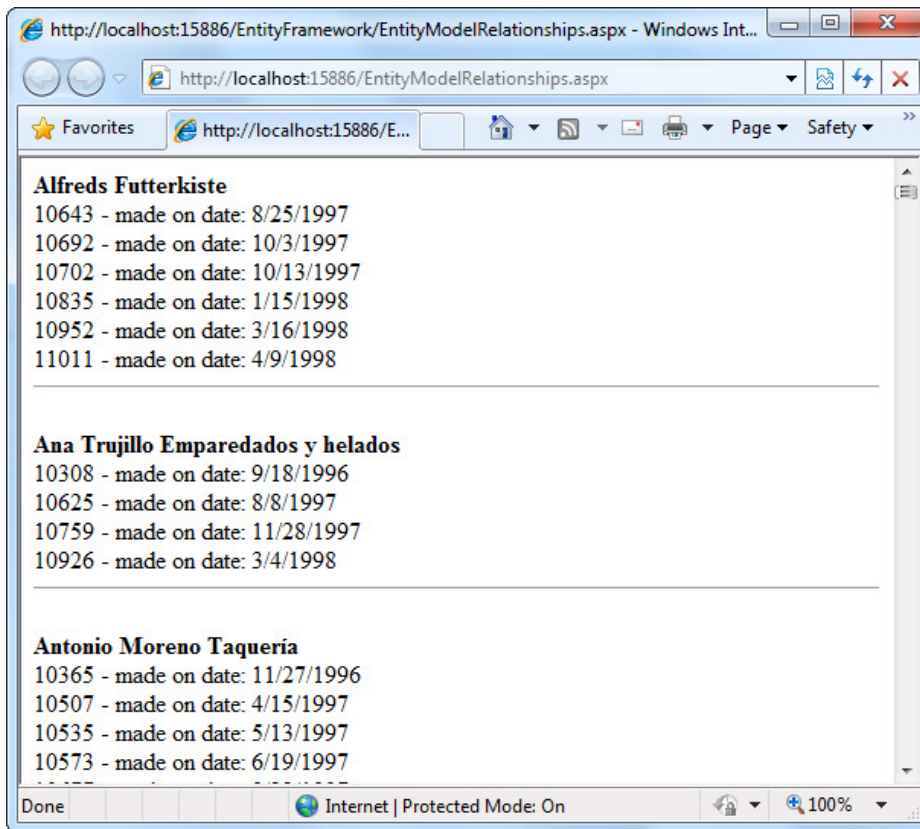 http://localhost:15886/EntityFramework/EntityModelRelationships.aspx - Windows Int...
http://localhost:15886/EntityModelRelationships.aspx
Favorites
http://localhost:15886/E...
Page
Safety
»
Alfreds Futterkiste
10643 - made on date: 8/25/1997
10692 - made on date: 10/3/1997
10702 - made on date: 10/13/1997
10835 - made on date: 1/15/1998
10952 - made on date: 3/16/1998
11011 - made on date: 4/9/1998
Ana Trujillo Emparedados y helados
10308 - made on date: 9/18/1996
10625 - made on date: 8/8/1997
10759 - made on date: 11/28/1997
10926 - made on date: 3/4/1998
Antonio Moreno Taquería
10365 - made on date: 11/27/1996
10507 - made on date: 4/15/1997
10535 - made on date: 5/13/1997
10573 - made on date: 6/19/1997
Done
Internet | Protected Mode: On
100%